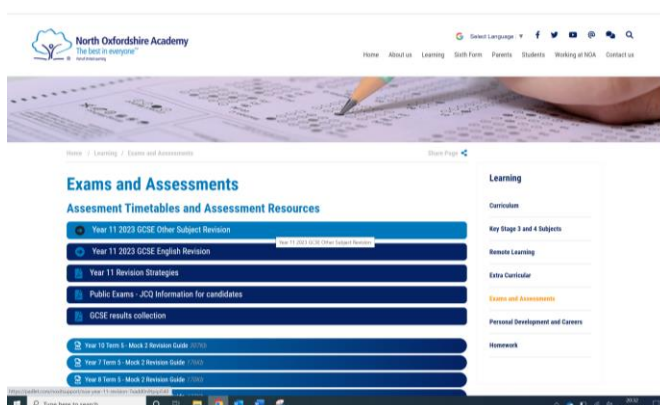 North Oxfordshire Academy
The best in everyone™
Select Language ▼
Home About us Learning Sixth Form Parents Students Working at NOA Contact us
Home / Learning / Exams and Assessments
Share Page
Exams and Assessments
Assesment Timetables and Assessment Resources
Year 11 2023 GCSE Other Subject Revision
Year 11 2023 GCSE Other Subject Revision
Year 11 2023 GCSE English Revision
Year 11 Revision Strategies
Public Exams - JCQ Information for candidates
GCSE results collection
Year 10 Term 5 - Mock 2 Revision Guide
Year 7 Term 5 - Mock 2 Revision Guide
Year 8 Term 5 - Mock 2 Revision Guide
Learning
Curriculum
Key Stage 3 and 4 Subjects
Remote Learning
Extra Curricular
Exams and Assessments
Personal Development and Careers
Homework
Type here to search
20:32